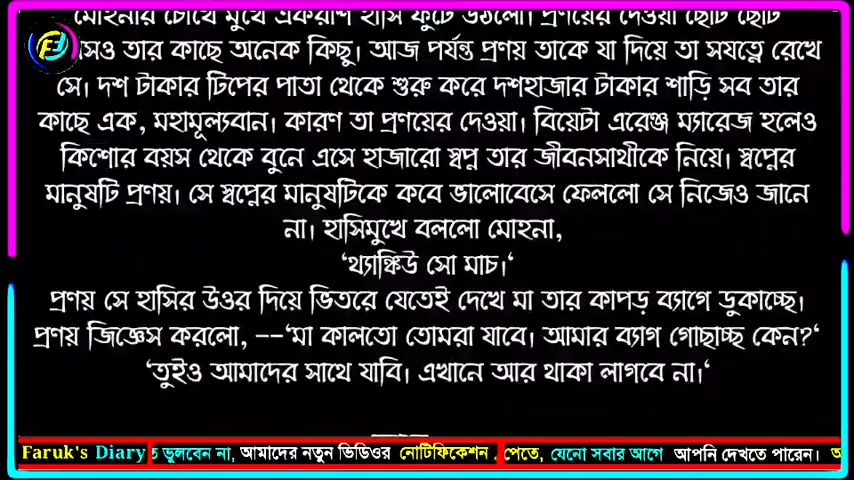 মোহনার চোখে মুখে একরাশ হাসি ফুটে উঠলো। প্রণয়ের দেওয়া ছোট ছোট
সও তার কাছে অনেক কিছু। আজ পর্যন্ত প্রণয় তাকে যা দিয়ে তা সযত্নে রেখে
সে। দশ টাকার টিপের পাতা থেকে শুরু করে দশহাজার টাকার শাড়ি সব তার
কাছে এক, মহামূল্যবান। কারণ তা প্রণয়ের দেওয়া। বিয়েটা এরেঞ্জ ম্যারেজ হলেও
কিশোর বয়স থেকে বুনে এসে হাজারো স্বপ্ন তার জীবনসাথীকে নিয়ে। স্বপ্নের
মানুষটি প্রণয়। সে স্বপ্নের মানুষটিকে কবে ভালোবেসে ফেললো সে নিজেও জানে
না। হাসিমুখে বললো মোহনা,
‘থ্যাঙ্কিউ সো মাচ।‘
প্রণয় সে হাসির উওর দিয়ে ভিতরে যেতেই দেখে মা তার কাপড় ব্যাগে ডুকাচ্ছে।
প্রণয় জিজ্ঞেস করলো, --‘মা কালতো তোমরা যাবে। আমার ব্যাগ গোছাচ্ছ কেন?‘
‘তুইও আমাদের সাথে যাবি। এখানে আর থাকা লাগবে না।‘
Faruk's Diary ত ভুলবেন না, আমাদের নতুন ভিডিওর নোটিফিকেশন পেতে, যেনো সবার আগে আপনি দেখতে পারেন।